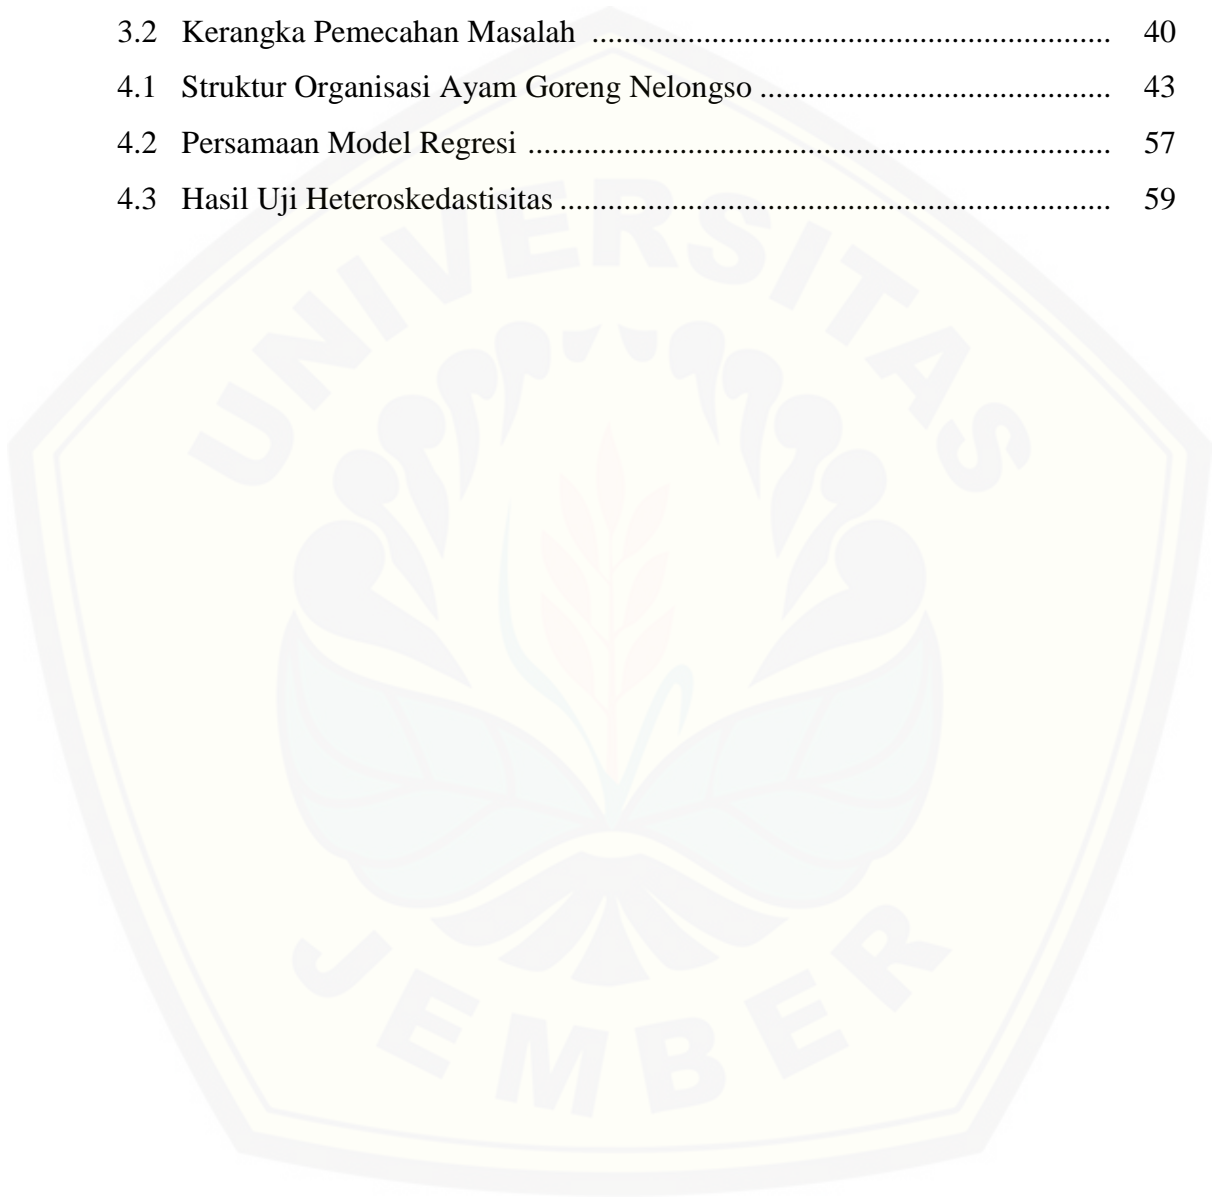 3.2 Kerangka Pemecahan Masalah ................................................................. 40
4.1 Struktur Organisasi Ayam Goreng Nelongso ............................................ 43
4.2 Persamaan Model Regresi ......................................................................... 57
4.3 Hasil Uji Heteroskedastisitas ..................................................................... 59
UNIVERSITAS
JEMBER